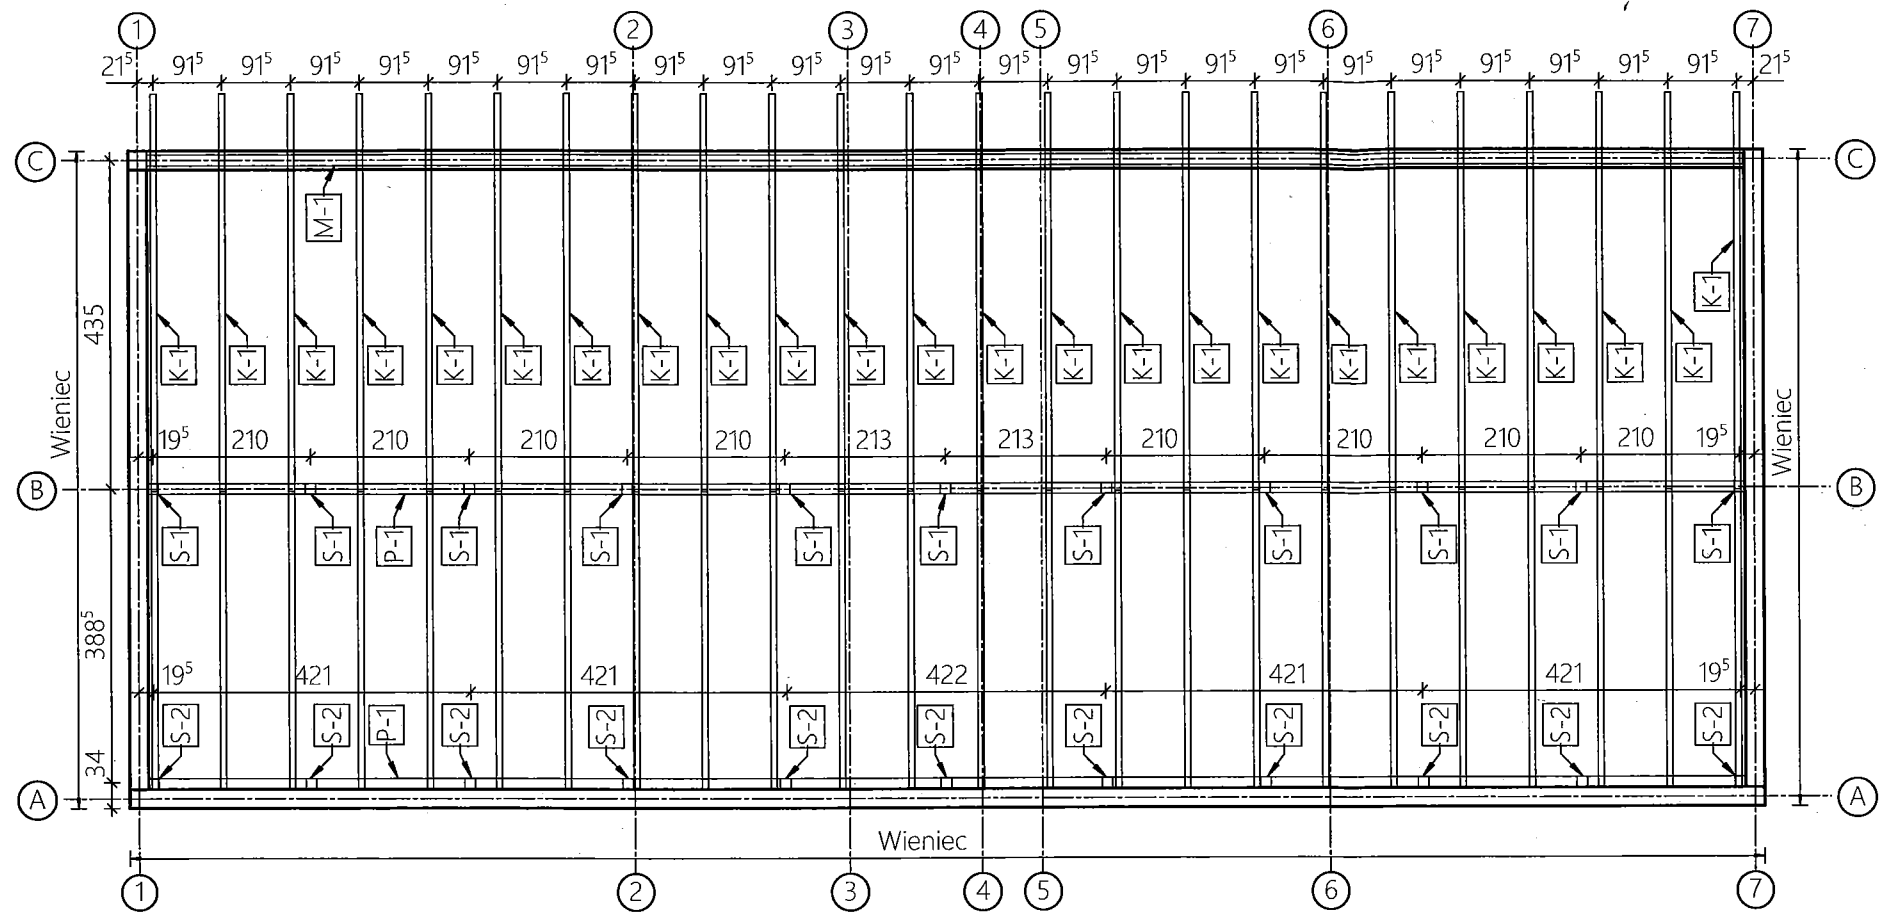 1 2 3 4 5 6 7
21⁵ 91⁵ 91⁵ 91⁵ 91⁵ 91⁵ 91⁵ 91⁵ 91⁵ 91⁵ 91⁵ 91⁵ 91⁵ 91⁵ 91⁵ 91⁵ 91⁵ 91⁵ 91⁵ 91⁵ 91⁵ 91⁵ 91⁵ 91⁵ 21⁵
C C
M-1
K-1
435
K-1 K-1 K-1 K-1 K-1 K-1 K-1 K-1 K-1 K-1 K-1 K-1 K-1 K-1 K-1 K-1 K-1 K-1 K-1 K-1 K-1 K-1 K-1
Wieniec Wieniec
19⁵ 210 210 210 210 213 213 210 210 210 210 19�5
B B
S-1 S-1 P-1 S-1 S-1 S-1 S-1 S-1 S-1 S-1 S-1 S-1
388⁵
19⁵ 421 421 422 421 421 19⁵
S-2 S-2 P-1 S-2 S-2 S-2 S-2 S-2 S-2 S-2 S-2 S-2
34
A A
Wieniec
1 2 3 4 5 6 7